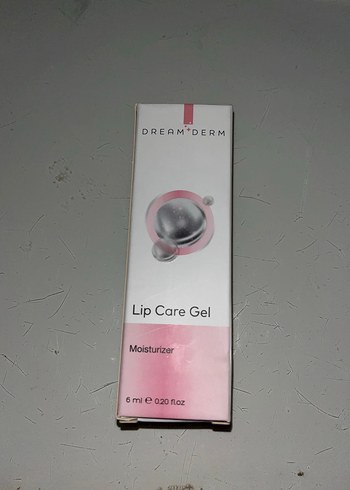 DREAM DERM
Lip Care Gel
Moisturizer
6 ml ℮ 0.20 fl.oz